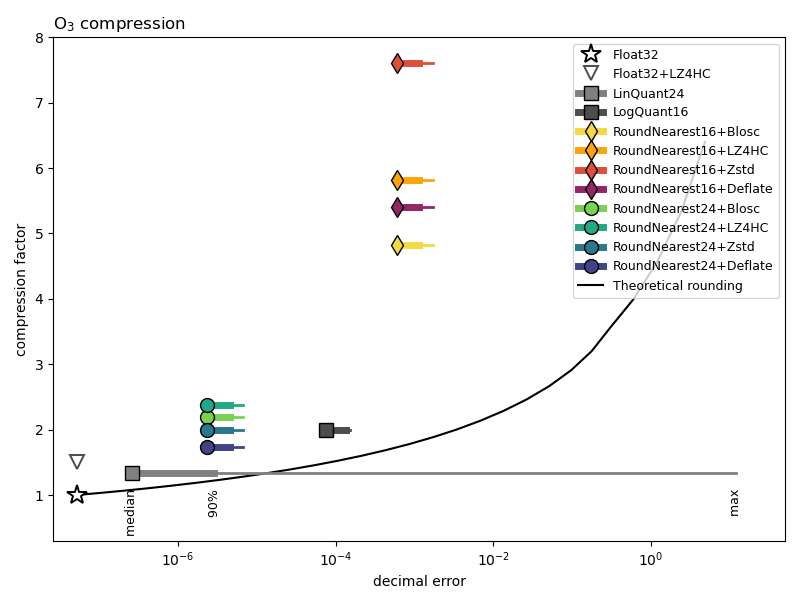 O₃ compression
8
7
6
5
4
3
2
1
compression factor
Float32
Float32+LZ4HC
LinQuant24
LogQuant16
RoundNearest16+Blosc
RoundNearest16+LZ4HC
RoundNearest16+Zstd
RoundNearest16+Deflate
RoundNearest24+Blosc
RoundNearest24+LZ4HC
RoundNearest24+Zstd
RoundNearest24+Deflate
Theoretical rounding
median
90%
max
10⁻⁶
10⁻⁴
10⁻²
10⁰
decimal error